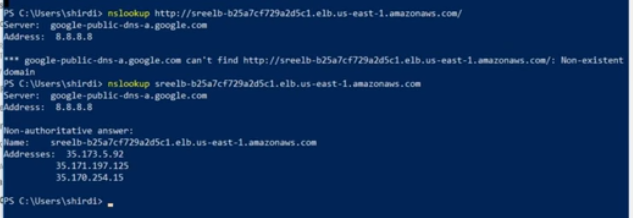 PS C:\Users\shirdi> nslookup http://sreelb-b25a7cf729a2d5c1.elb.us-east-1.amazonaws.com/
Server:  google-public-dns-a.google.com
Address:  8.8.8.8
*** google-public-dns-a.google.com can't find http://sreelb-b25a7cf729a2d5c1.elb.us-east-1.amazonaws.com/: Non-existent
domain
PS C:\Users\shirdi> nslookup sreelb-b25a7cf729a2d5c1.elb.us-east-1.amazonaws.com
Server:  google-public-dns-a.google.com
Address:  8.8.8.8
Non-authoritative answer:
Name:    sreelb-b25a7cf729a2d5c1.elb.us-east-1.amazonaws.com
Addresses:  35.173.5.92
35.171.197.125
35.170.254.15
PS C:\Users\shirdi>